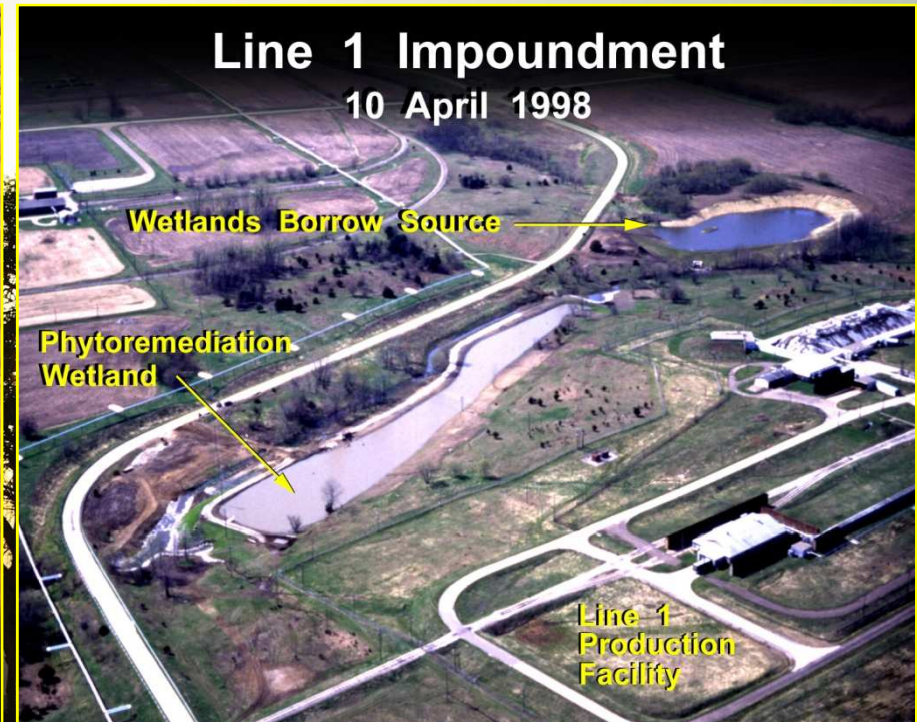 Line 1 Impoundment
10 April 1998
Wetlands Borrow Source
Phytoremediation
Wetland
Line 1
Production
Facility